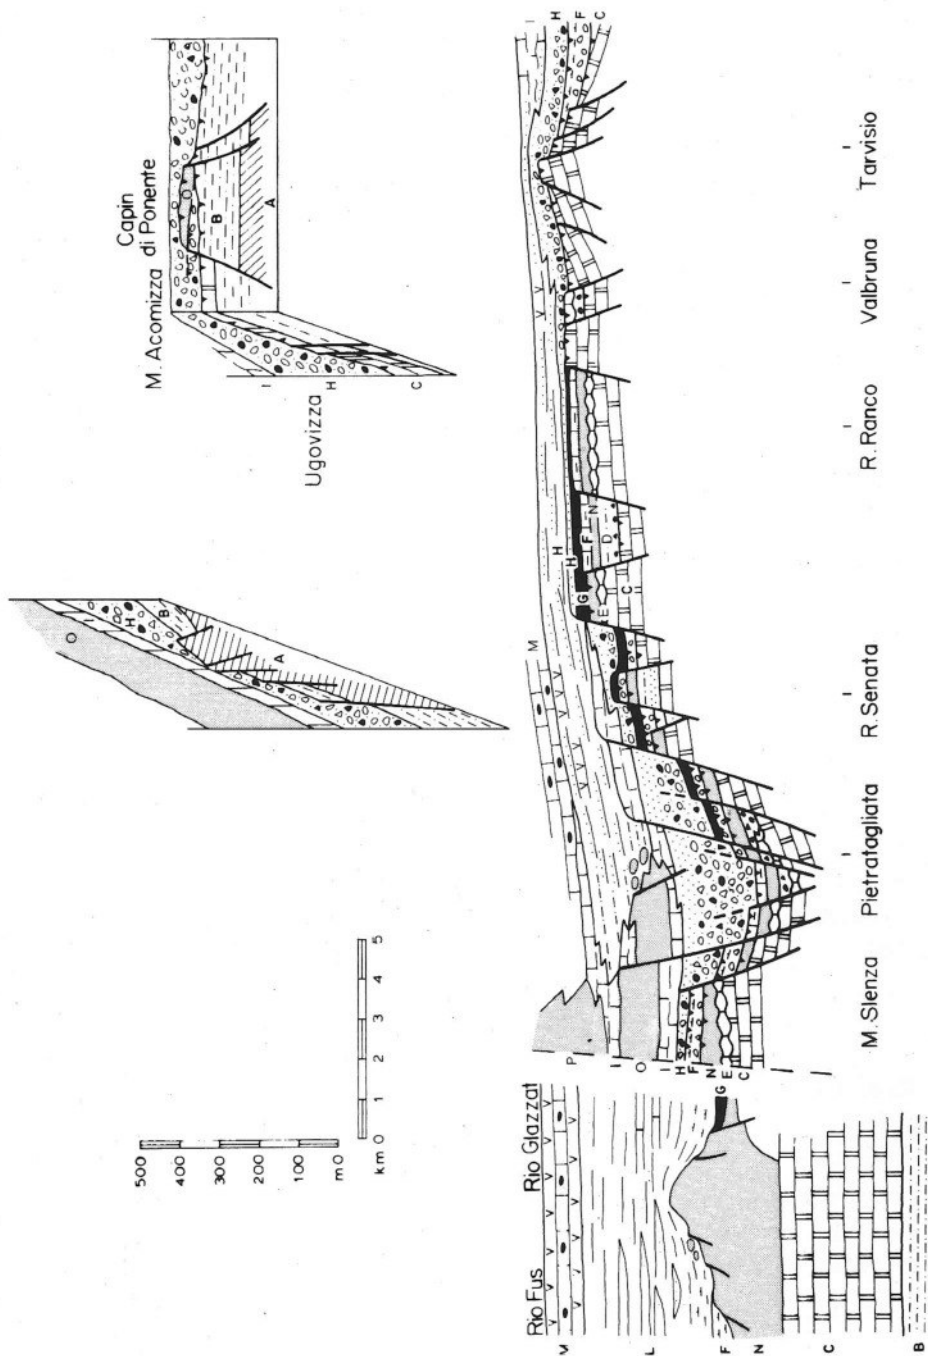 I
H
F
C
Capin
M. Acomizza di Ponente
O
B
A
I
H
C
Ugovizza
O
H
B
A
Tarvisio
Valbruna
R. Ranco
R. Senata
Pietratagliata
M. Slenza
V
V
H
H
N
F
D
G
E
C
M
V V V V V
H
I
500
400
300
200
100
m 0
5
4
3
2
1
km 0
P
I
O
I
H
F
N
E
C
Rio Glazzat
Rio Fus
G
V V V V V V V
M
L
F
N
C
B